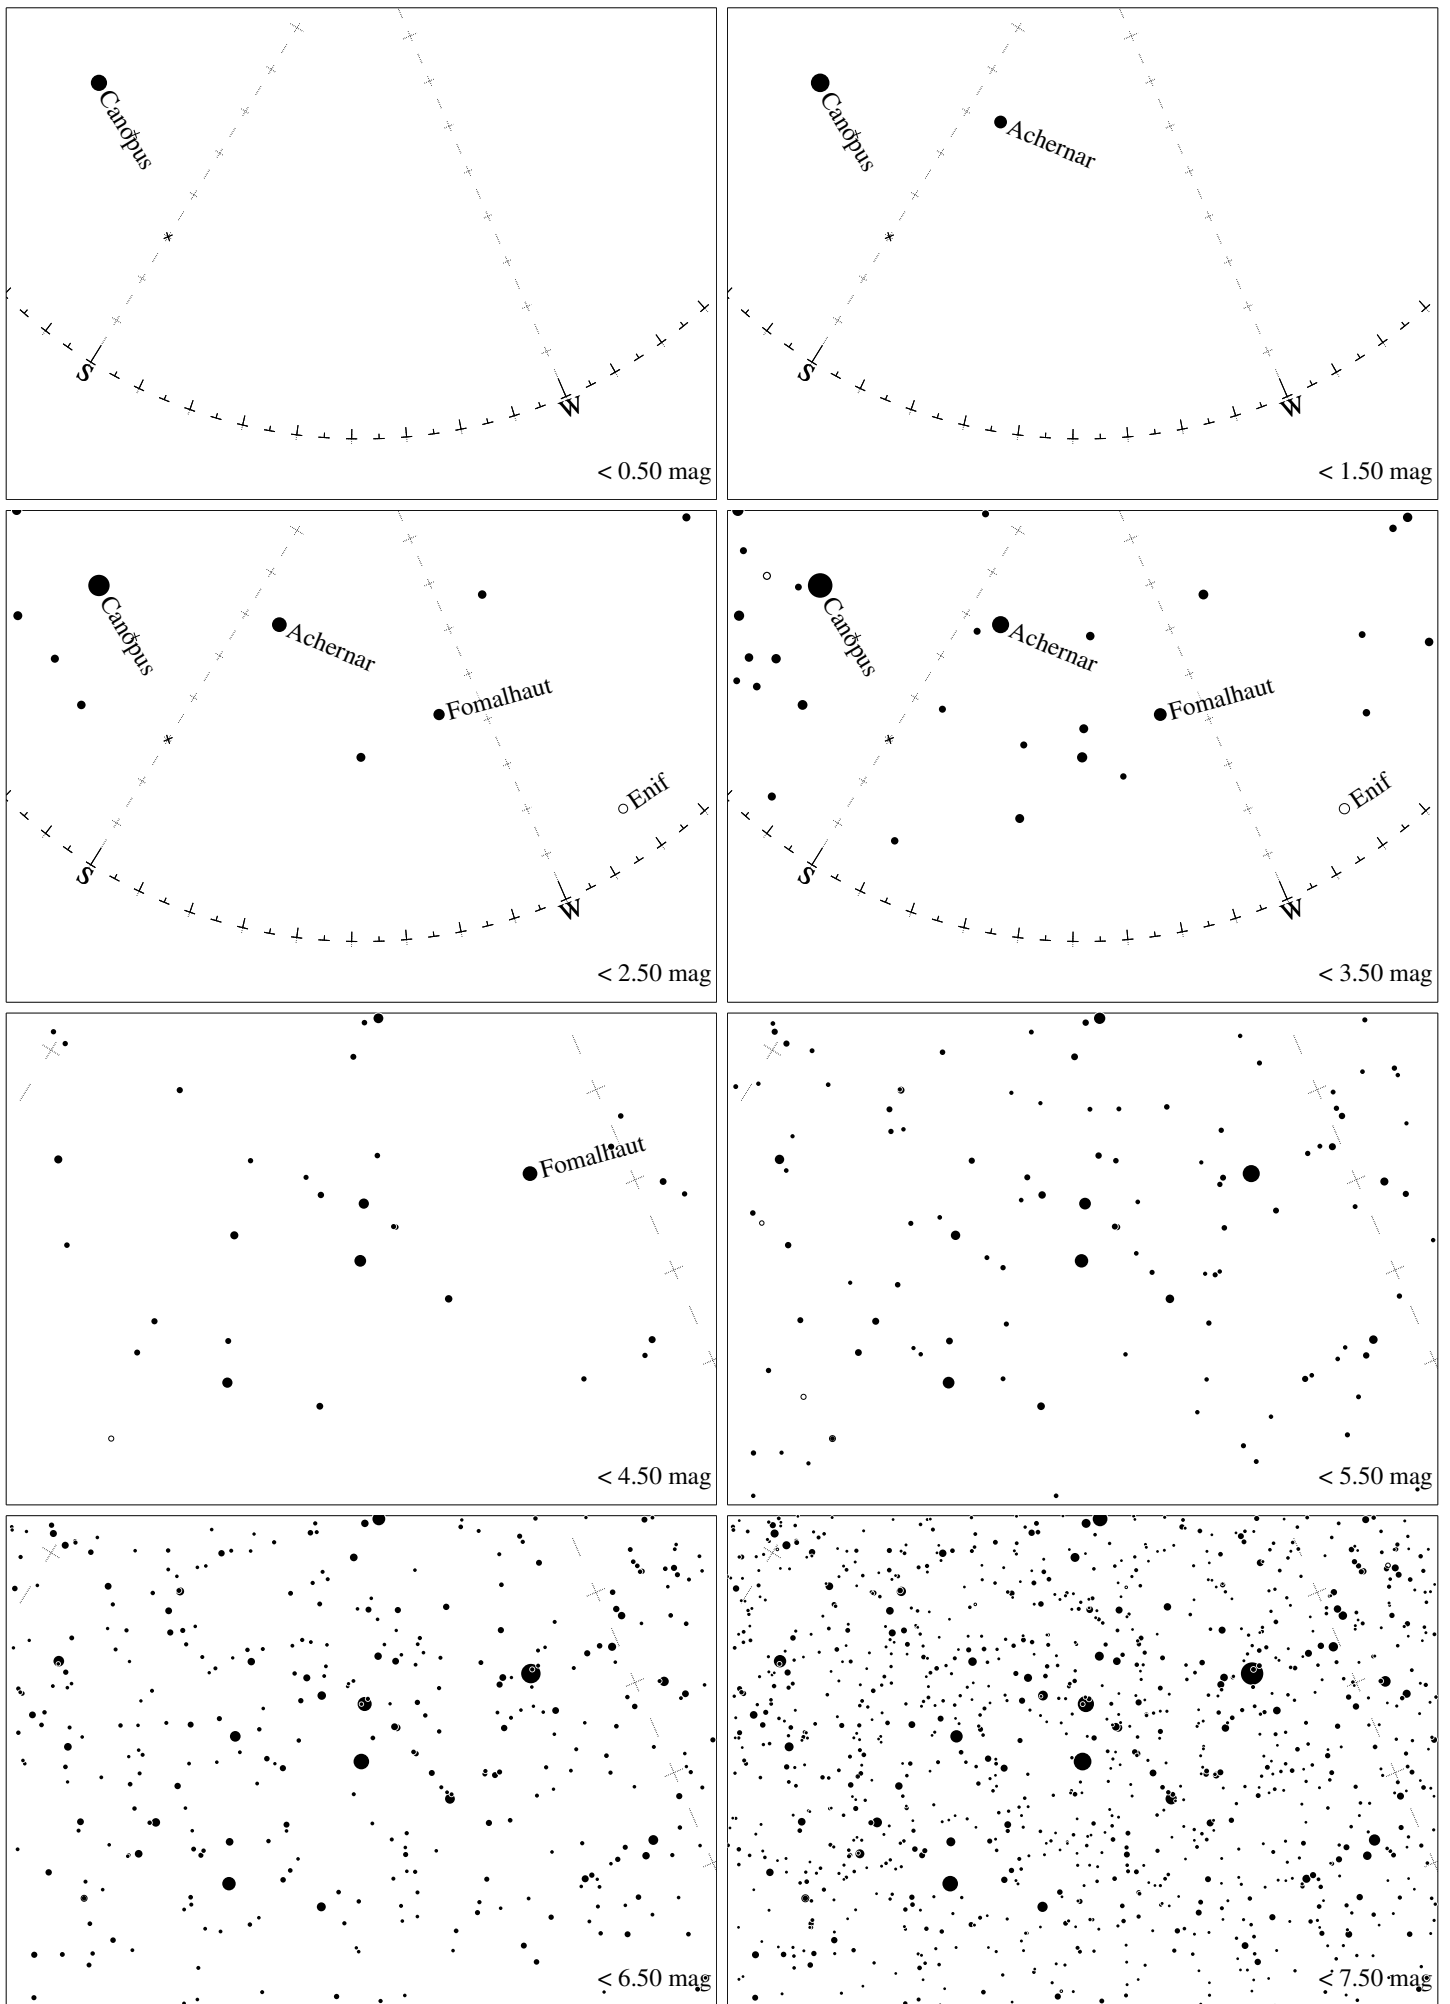 Canopus
S
W
< 0.50 mag
Canopus
Achernar
S
W
< 1.50 mag
Canopus
Achernar
Fomalhaut
Enif
S
W
< 2.50 mag
Canopus
Achernar
Fomalhaut
Enif
S
W
< 3.50 mag
Fomalhaut
< 4.50 mag
< 5.50 mag
< 6.50 mag
< 7.50 mag